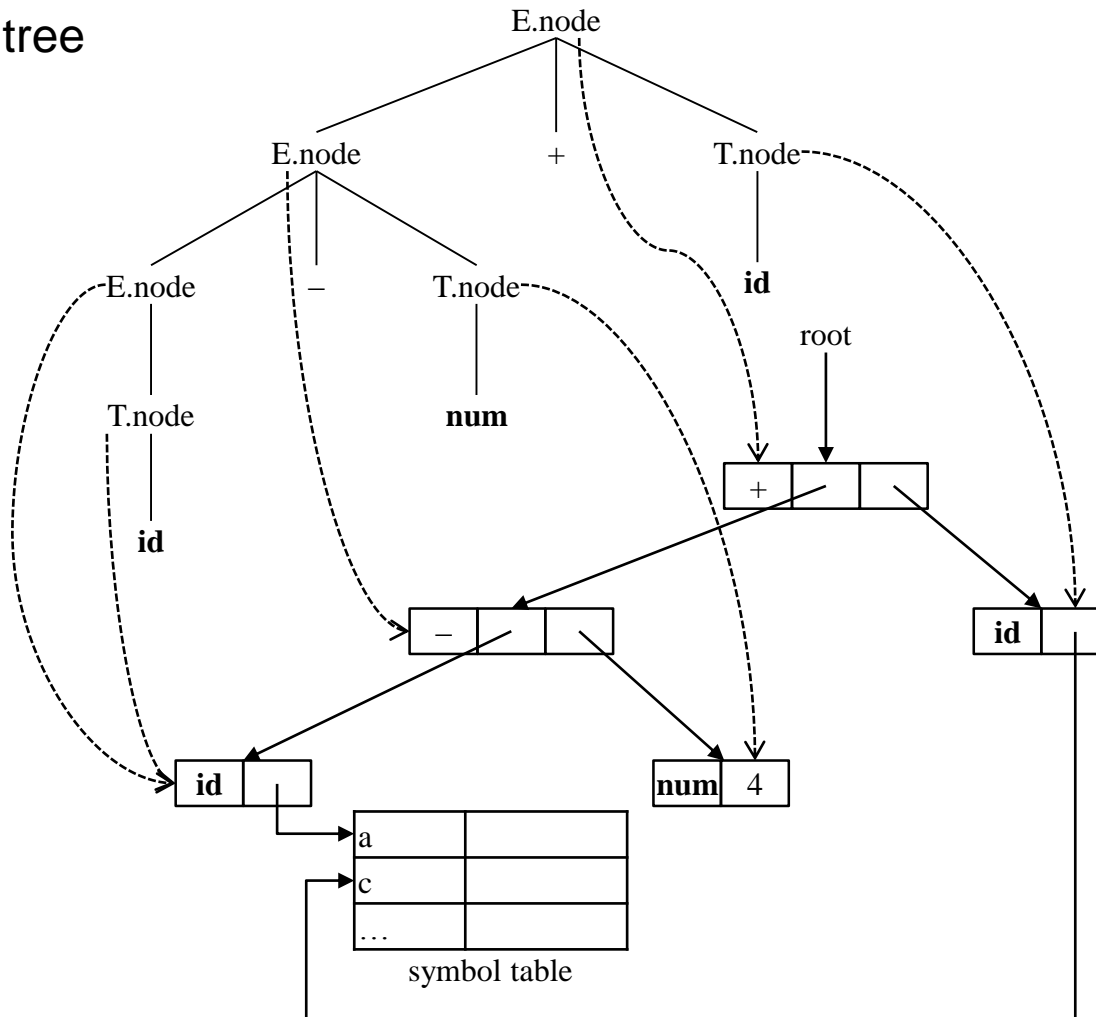 tree
E.node
E.node + T.node
E.node – T.node id
root
T.node num
+
id
– id
id num 4
a
c
…
symbol table